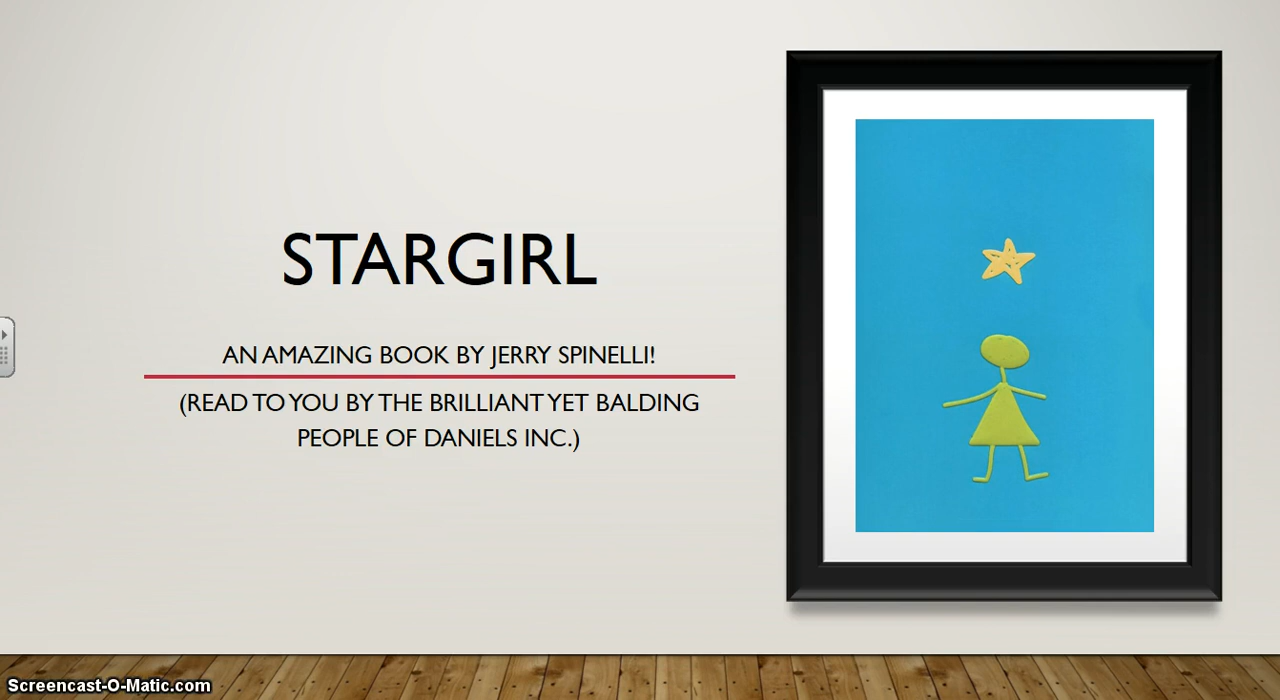 STARGIRL
AN AMAZING BOOK BY JERRY SPINELLI!
(READ TO YOU BY THE BRILLIANT YET BALDING
PEOPLE OF DANIELS INC.)
Screencast-O-Matic.com